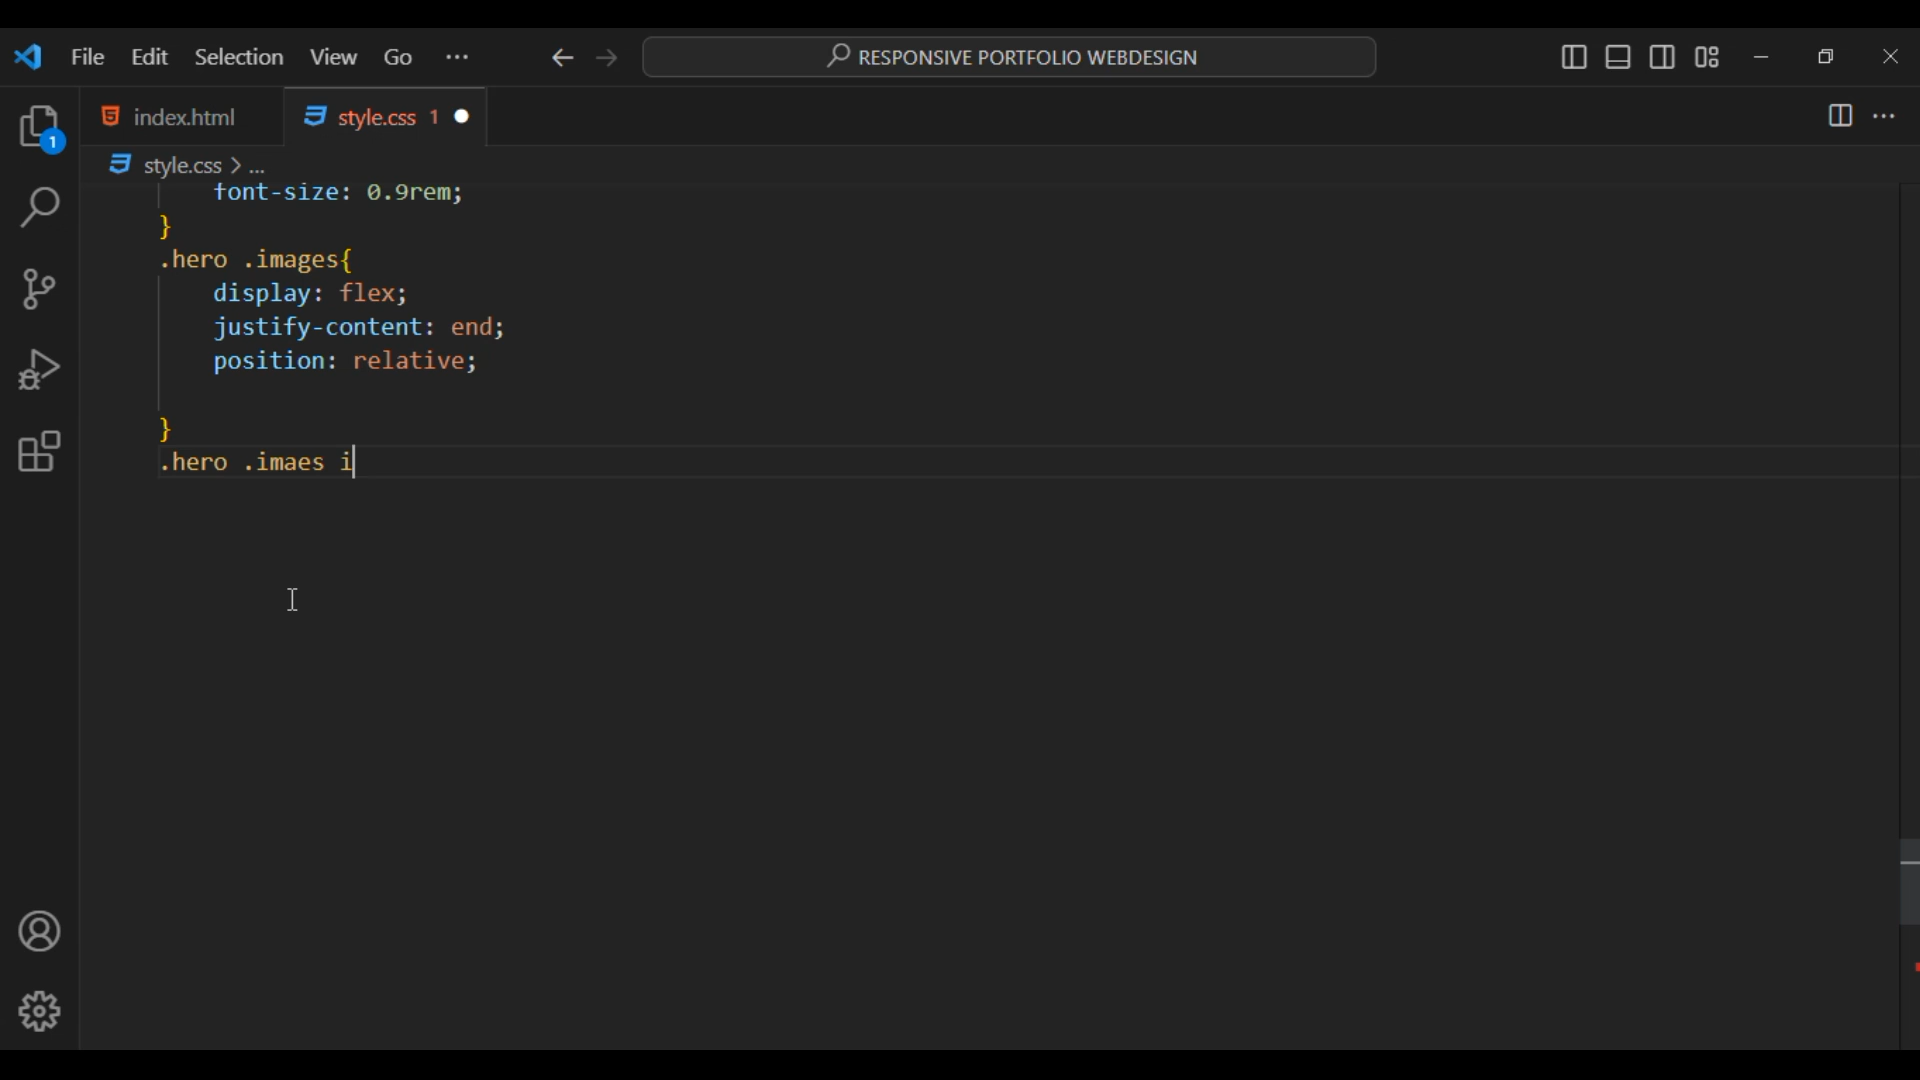 File Edit Selection View Go ···
RESPONSIVE PORTFOLIO WEBDESIGN
index.html
style.css 1
style.css > ...
1
font-size: 0.9rem;
}
.hero .images{
display: flex;
justify-content: end;
position: relative;
}
.hero .imaes i